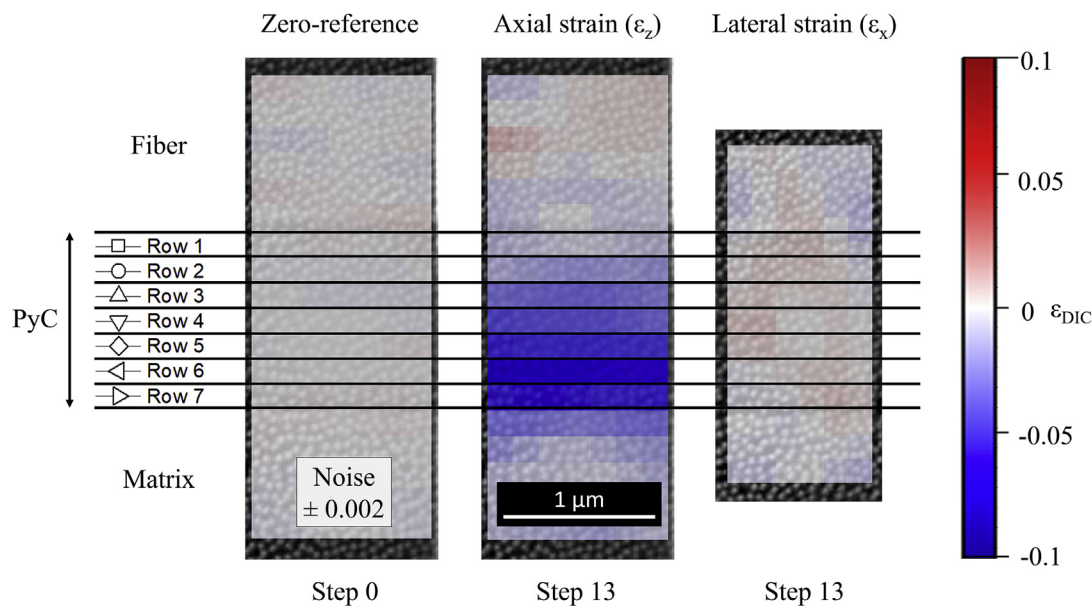 Zero-reference
Axial strain (εz)
Lateral strain (εx)
Fiber
PyC
Row 1
Row 2
Row 3
Row 4
Row 5
Row 6
Row 7
Matrix
Noise
± 0.002
1 µm
Step 0
Step 13
Step 13
0.1
0.05
0 εDIC
-0.05
-0.1